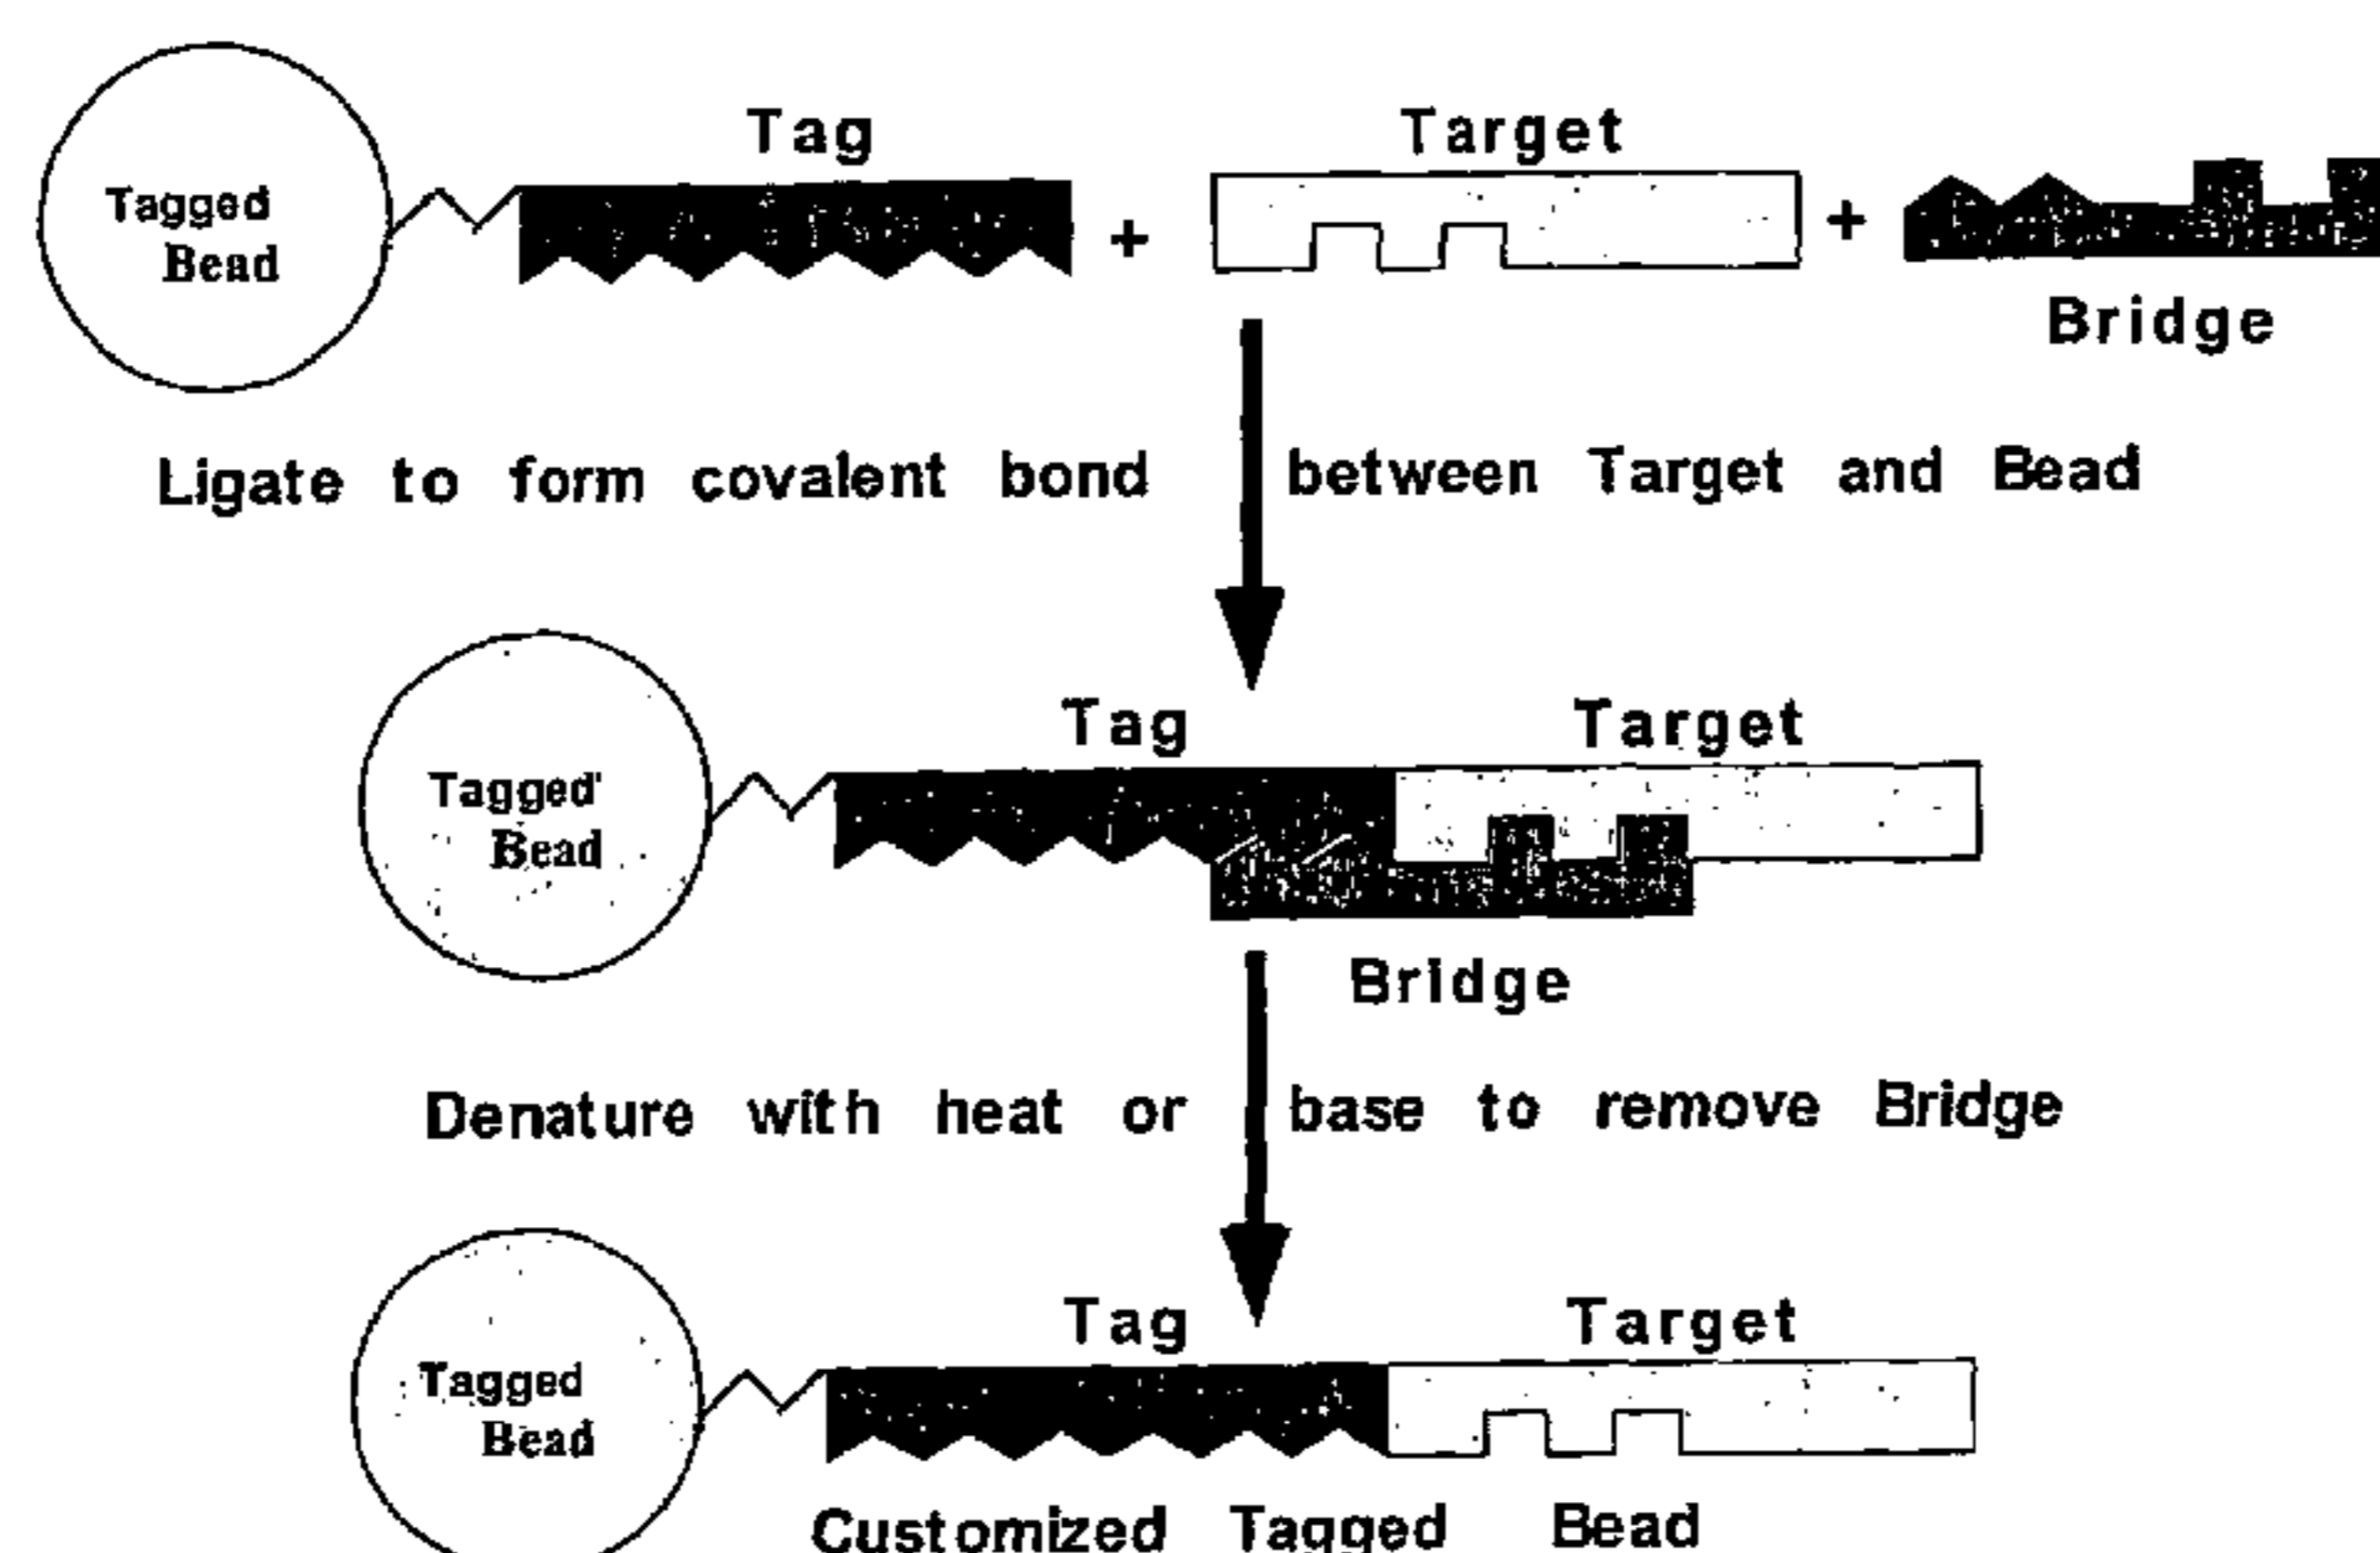 Tag
Target
Tagged
Bead
+
+
Bridge
Ligate to form covalent bond between Target and Bead
Tag
Target
Tagged
Bead
Bridge
Denature with heat or base to remove Bridge
Tag
Target
Tagged
Bead
Customized Tagged Bead